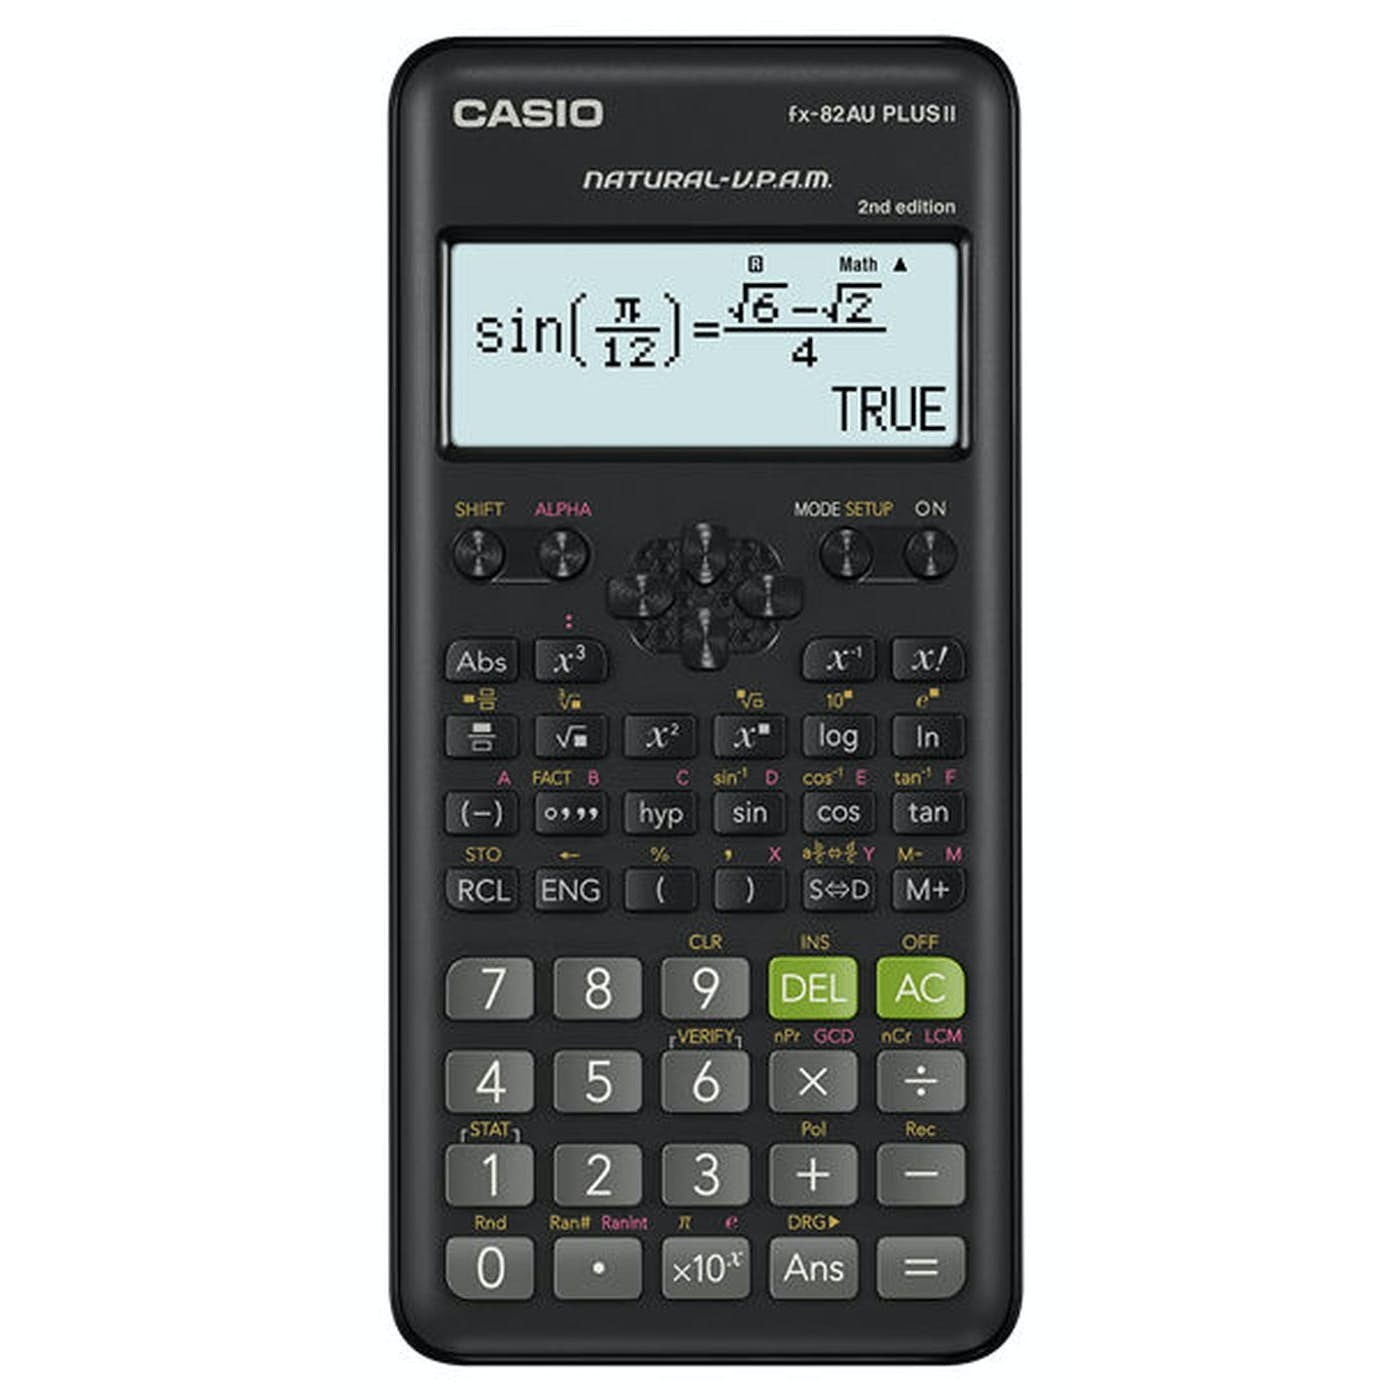 CASIO fx-82AU PLUS II
NATURAL-V.P.A.M.
2nd edition
R Math ▲
sin(π/12)=(√6-√2)/4
TRUE
SHIFT ALPHA MODE SETUP ON
:
Abs x³ x⁻¹ x!
■□/□ ³√■ ■√□ 10■ e■
■/□ √■ x² x■ log ln
A FACT B C sin⁻¹ D cos⁻¹ E tan⁻¹ F
(−) °,,, hyp sin cos tan
STO ← % , X a b/c⇔d/c Y M− M
RCL ENG ( ) S⇔D M+
CLR INS OFF
7 8 9 DEL AC
VERIFY nPr GCD nCr LCM
4 5 6 × ÷
STAT Pol Rec
1 2 3 + −
Rnd Ran# RanInt π e DRG▶
0 • ×10ˣ Ans =